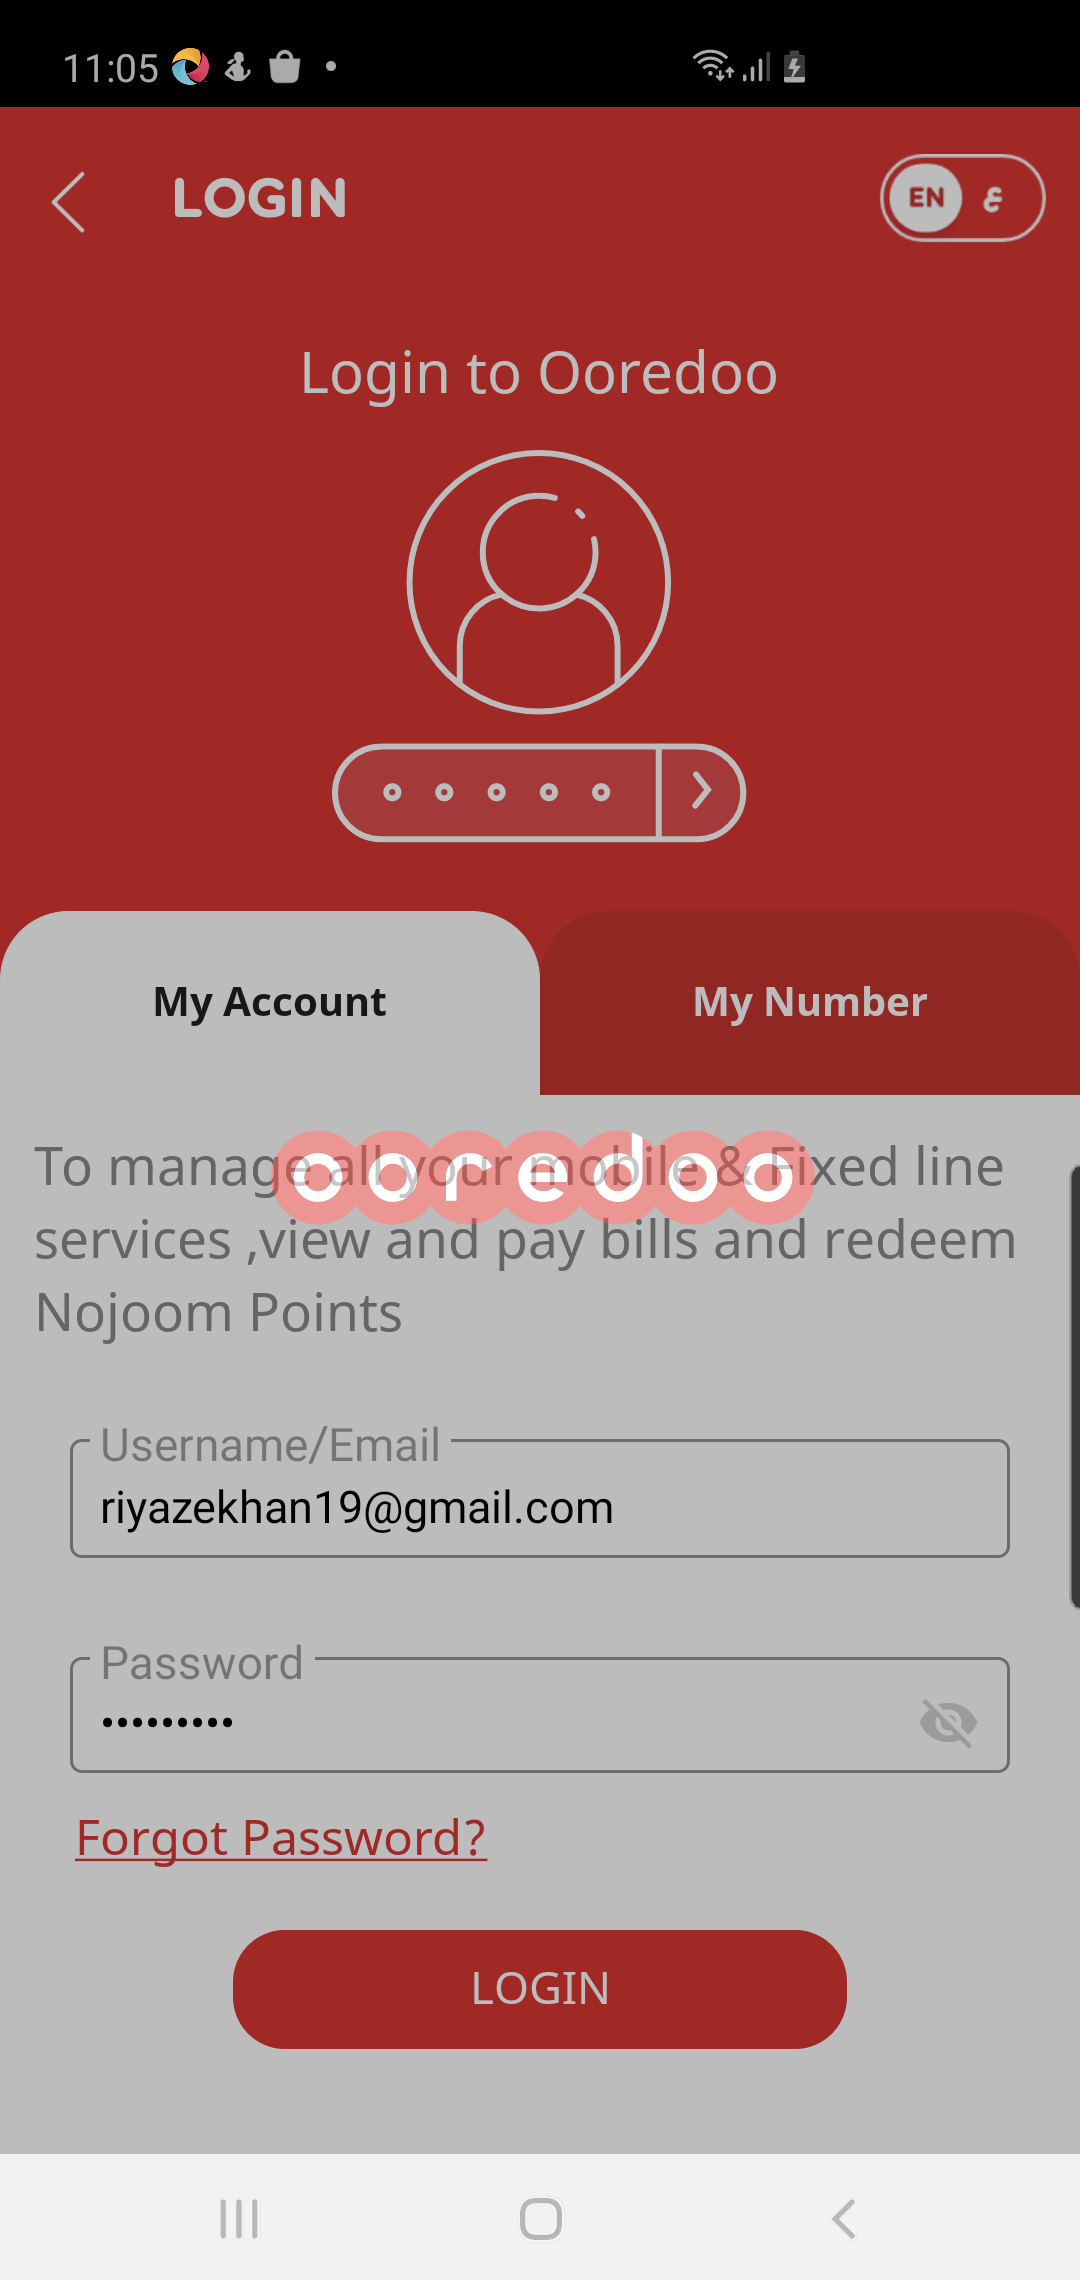 11:05
LOGIN
EN ع
Login to Ooredoo
My Account
My Number
To manage all your mobile & Fixed line
ooredoo
services ,view and pay bills and redeem
Nojoom Points
Username/Email
riyazekhan19@gmail.com
Password
•••••••••
Forgot Password?
LOGIN